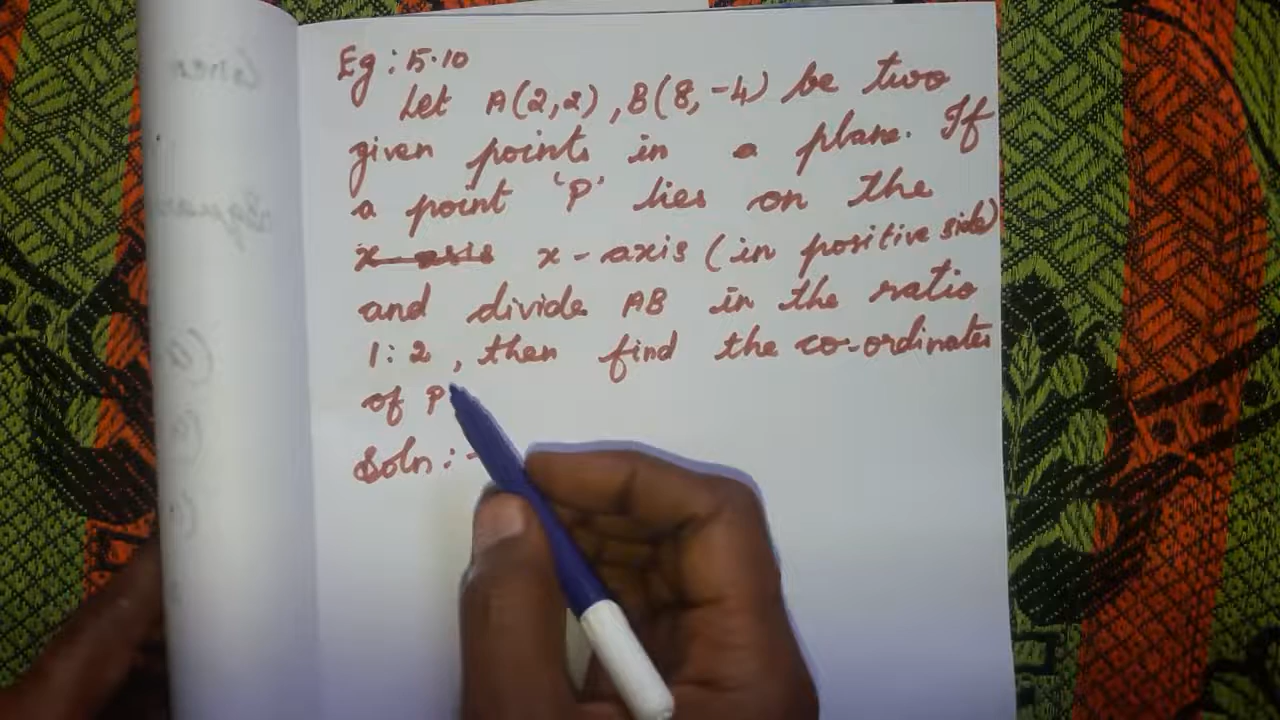 Eg : 15.10
Let A(2,2), B(8,-4) be two
given points in a plane. If
a point 'P' lies on the
x-axis x-axis (in positive side)
and divide AB in the ratio
1:2, then find the co-ordinates
of P
Soln :-